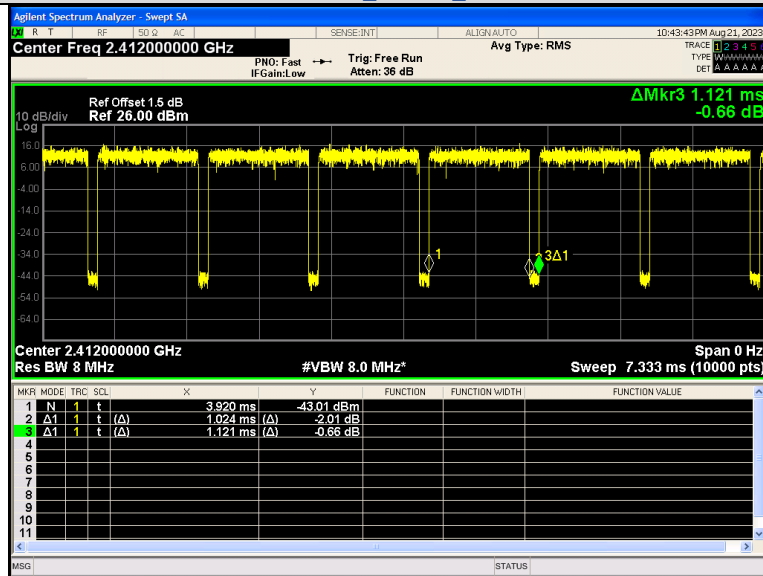 Agilent Spectrum Analyzer - Swept SA
R T RF 50 Ω AC SENSE:INT ALIGN AUTO 10:43:43 PM Aug 21, 2023
Center Freq 2.412000000 GHz
Avg Type: RMS
TRACE 1 2 3 4 5
PNO: Fast Trig: Free Run
TYPE
IFGain:Low Atten: 36 dB
DET A A A A A
ΔMkr3 1.121 ms
-0.66 dB
Ref Offset 1.5 dB
10 dB/div Ref 26.00 dBm
Log
16.0
6.00
-4.00
-14.0
-24.0
-34.0
-44.0
-54.0
-64.0
1
3Δ1
Center 2.412000000 GHz Span 0 Hz
Res BW 8 MHz #VBW 8.0 MHz* Sweep 7.333 ms (10000 pts)
MKR MODE TRC SCL X Y FUNCTION FUNCTION WIDTH FUNCTION VALUE
1 N 1 t 3.920 ms -43.01 dBm
2 Δ1 1 t (Δ) 1.024 ms (Δ) -2.01 dB
3 Δ1 1 t (Δ) 1.121 ms (Δ) -0.66 dB
4
5
6
7
8
9
10
11
MSG STATUS